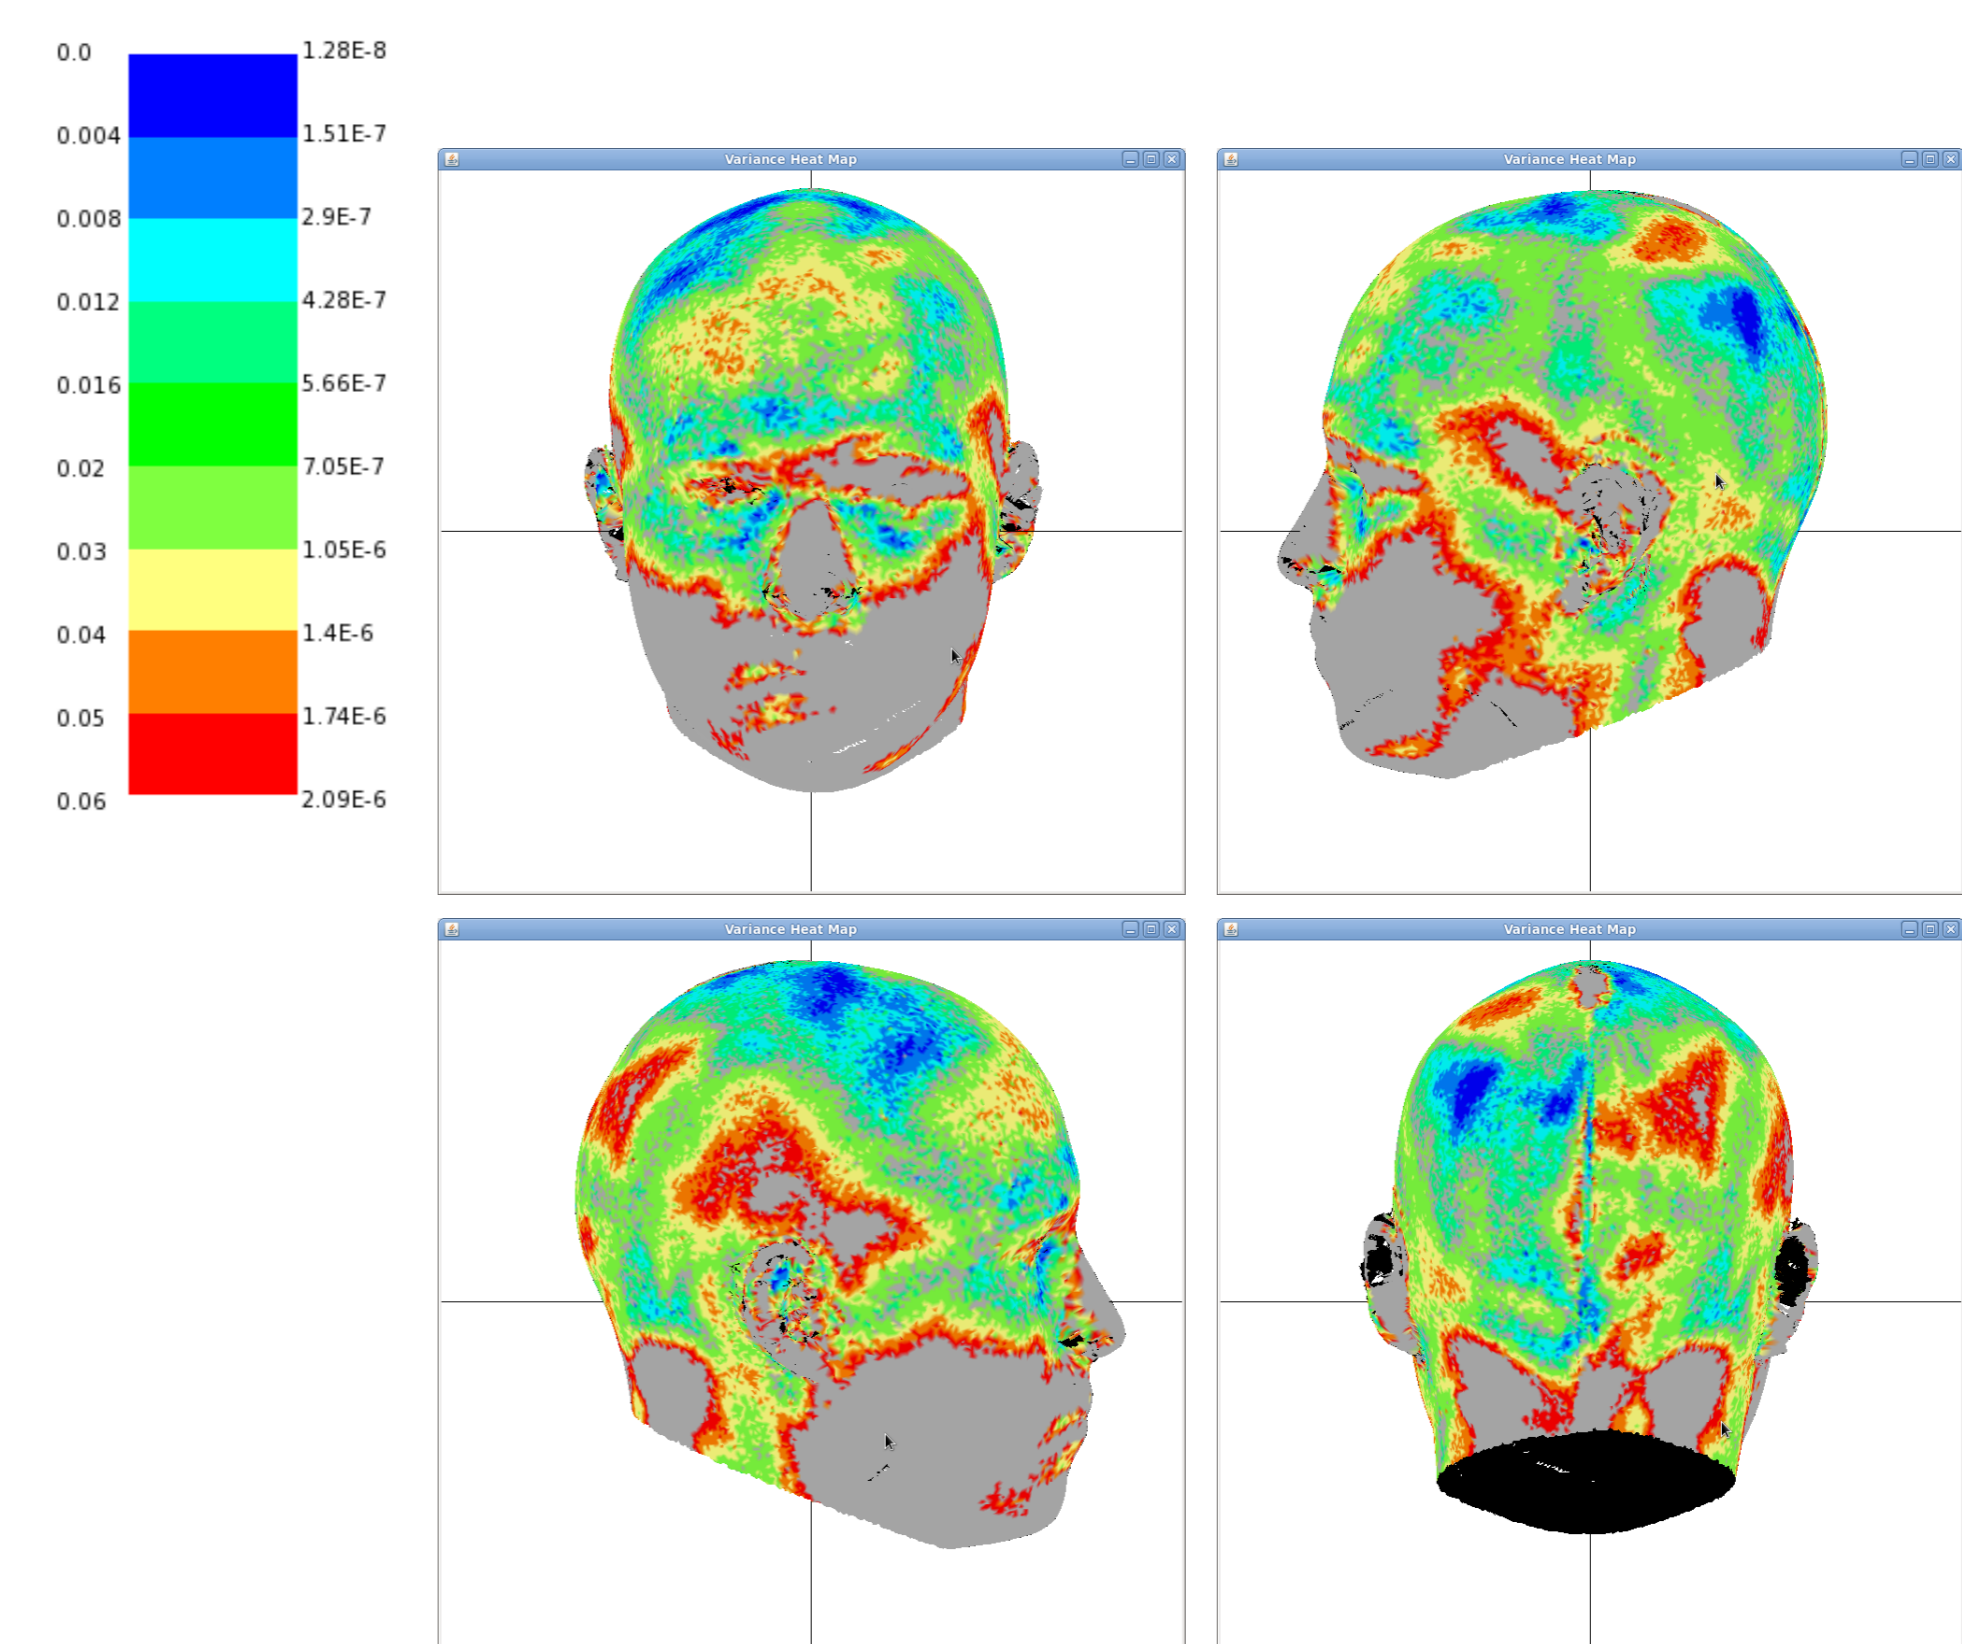 0.0 1.28E-8
0.004 1.51E-7
0.008 2.9E-7
0.012 4.28E-7
0.016 5.66E-7
0.02 7.05E-7
0.03 1.05E-6
0.04 1.4E-6
0.05 1.74E-6
0.06 2.09E-6
Variance Heat Map
Variance Heat Map
Variance Heat Map
Variance Heat Map